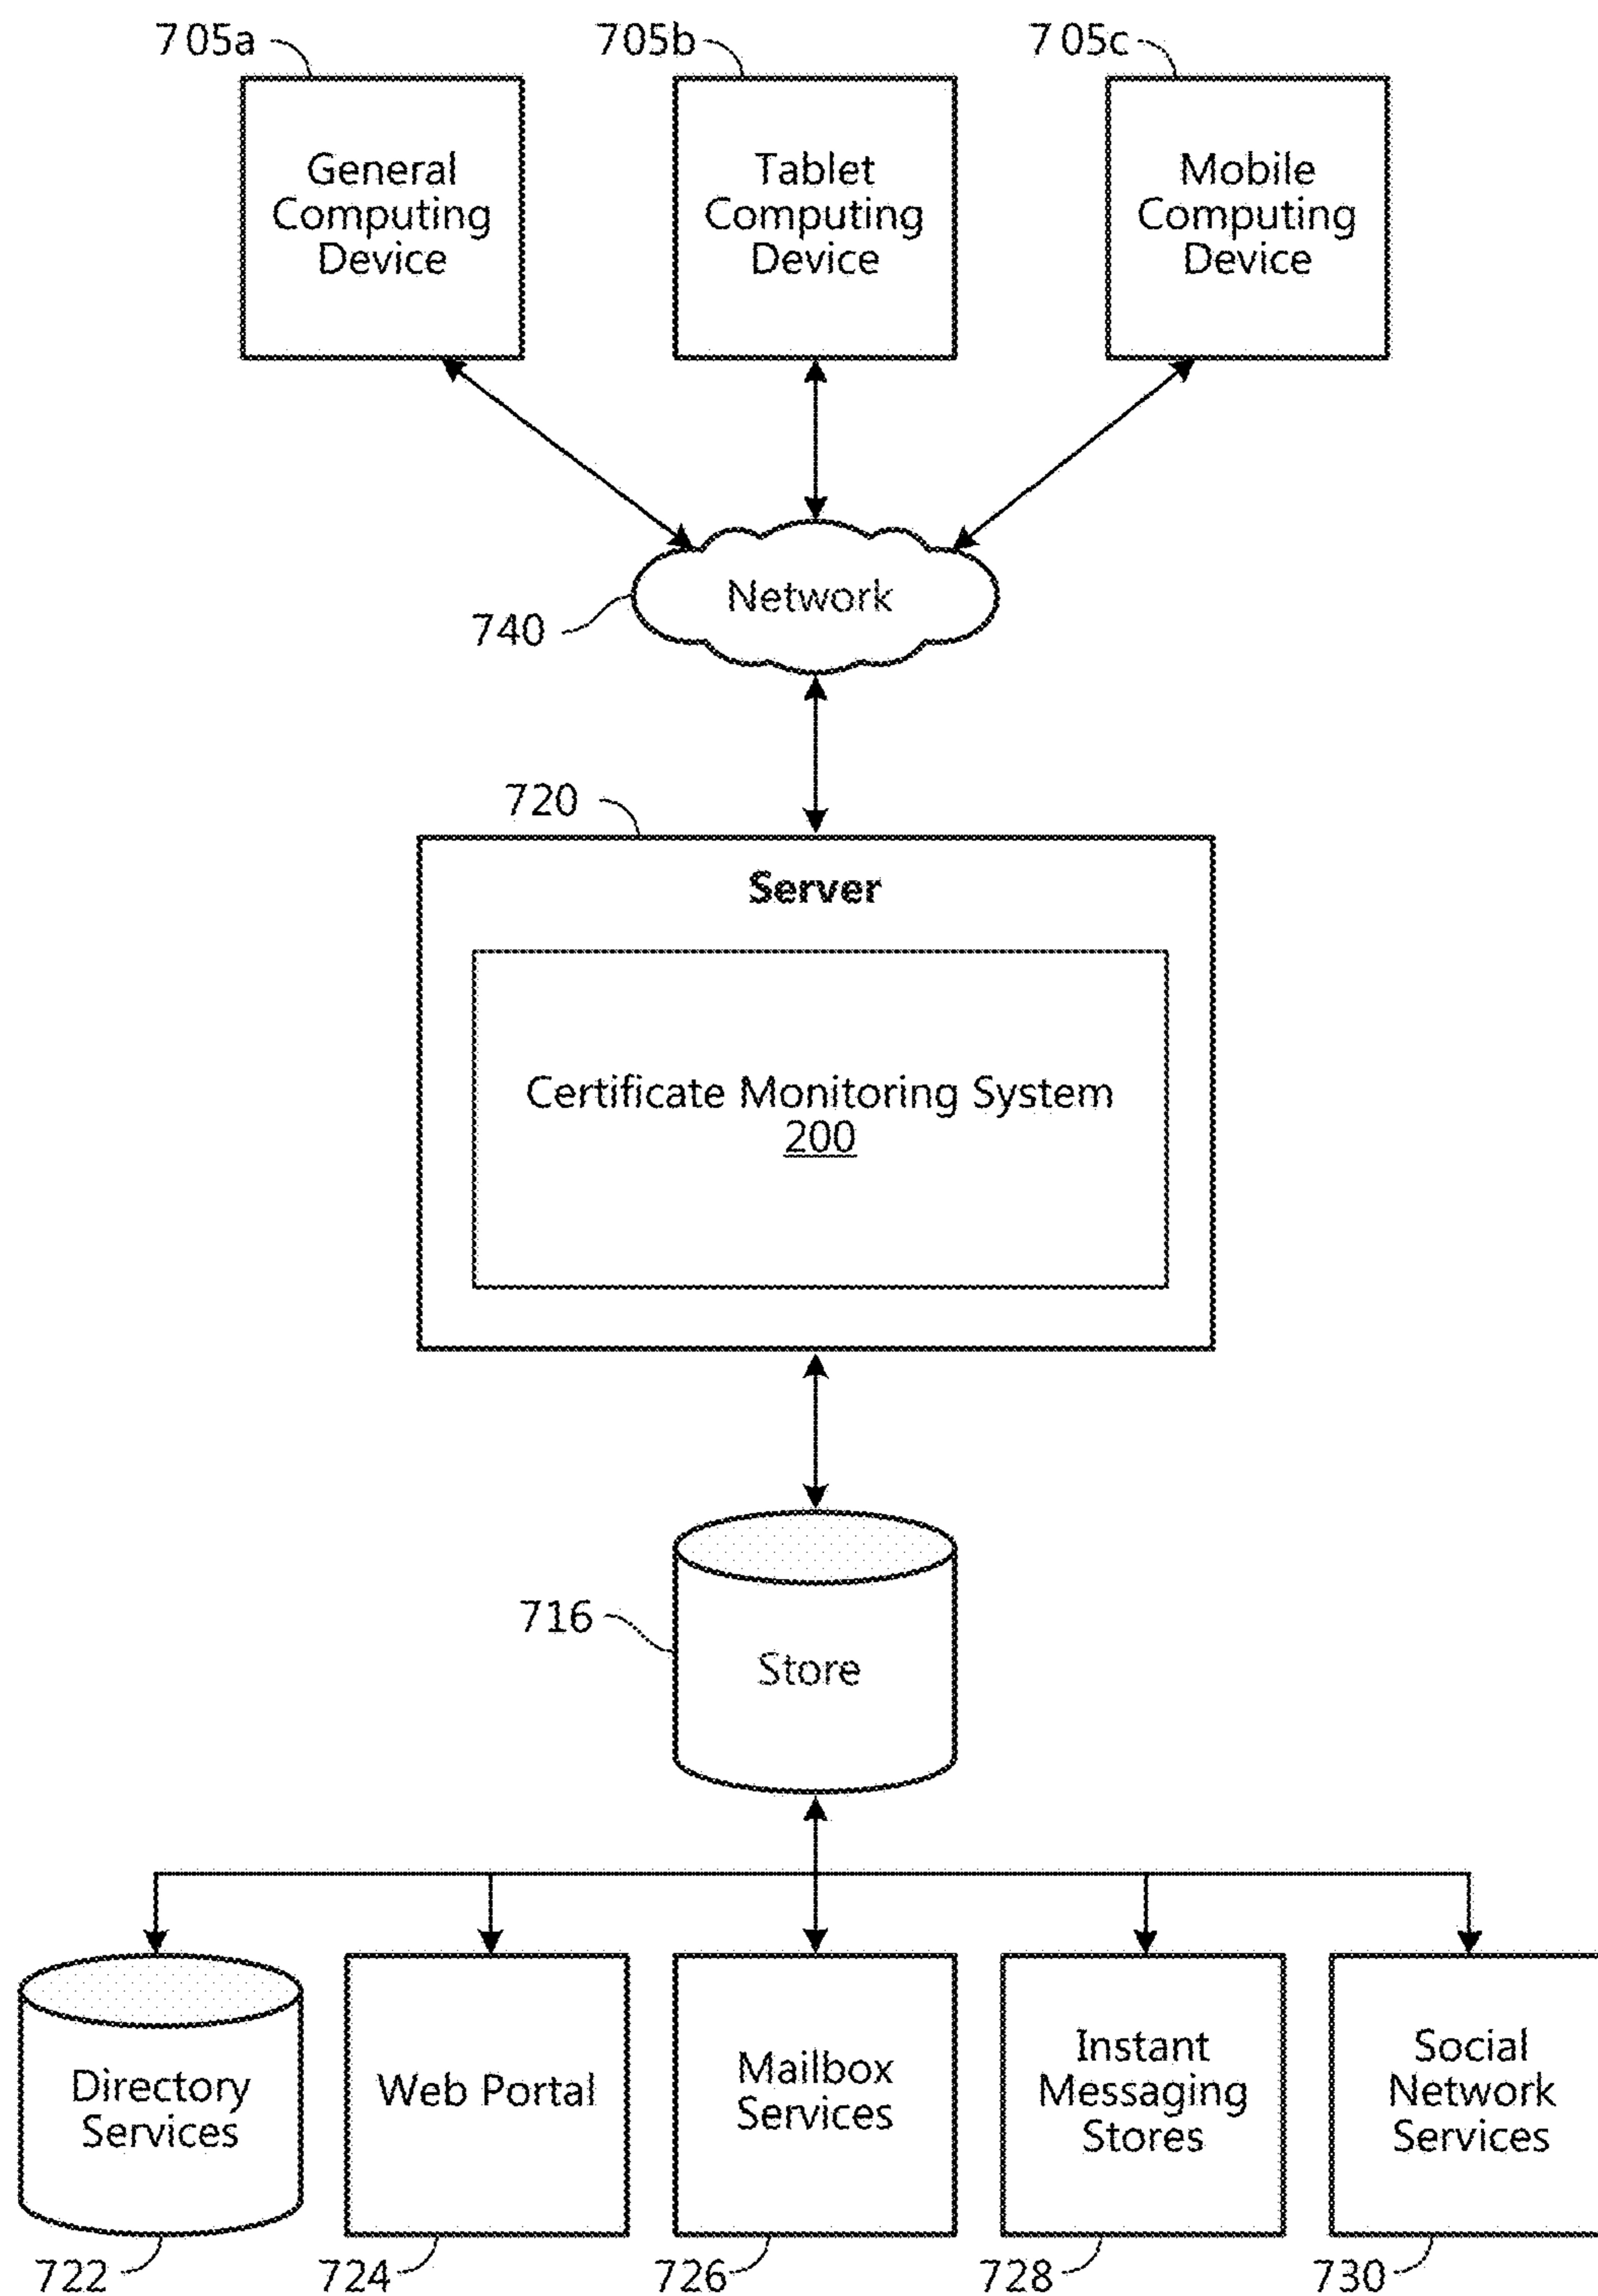 705a
705b
705c
General
Computing
Device
Tablet
Computing
Device
Mobile
Computing
Device
Network
740
720
Server
Certificate Monitoring System
200
716
Store
Directory
Services
Web Portal
Mailbox
Services
Instant
Messaging
Stores
Social
Network
Services
722
724
726
728
730